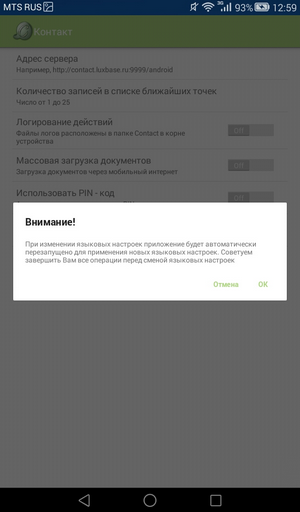 MTS RUS 3G 93% 12:59
Контакт
Адрес сервера
Например, http://contact.luxbase.ru:9999/android
Количество записей в списке ближайших точек
Число от 1 до 25
Логирование действий
Файлы логов расположены в папке Contact в корне
устройства
Off
Массовая загрузка документов
Загрузка документов через мобильный интернет
Off
Использовать PIN - код
Внимание!
При изменении языковых настроек приложение будет автоматически
перезапущено для применения новых языковых настроек. Советуем
завершить Вам все операции перед сменой языковых настроек
Отмена OK